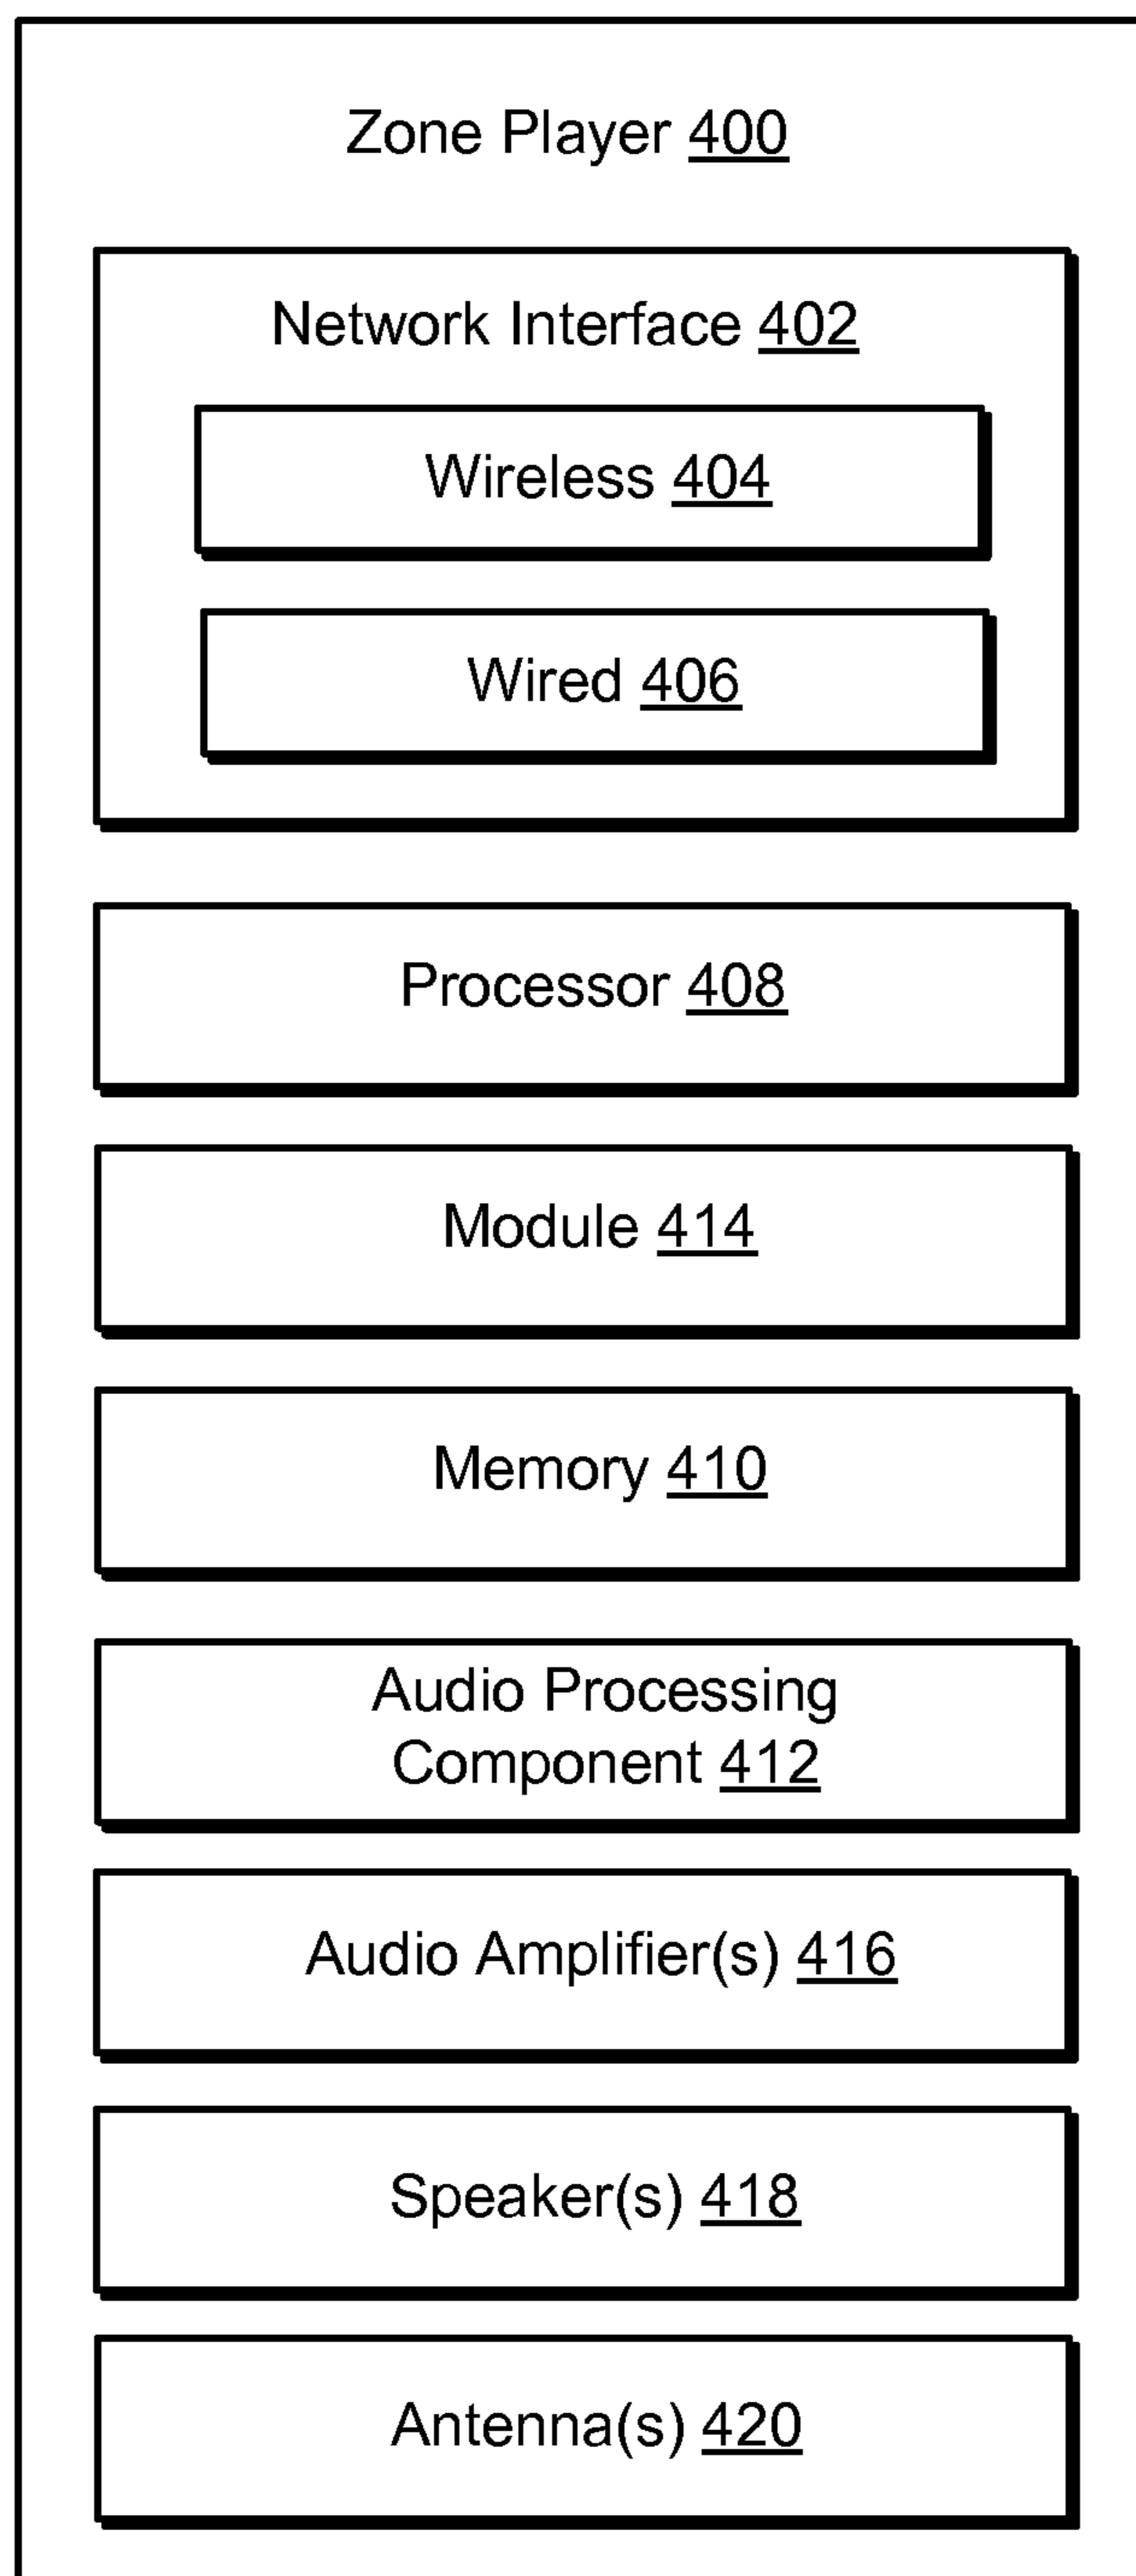 Zone Player 400
Network Interface 402
Wireless 404
Wired 406
Processor 408
Module 414
Memory 410
Audio Processing
Component 412
Audio Amplifier(s) 416
Speaker(s) 418
Antenna(s) 420